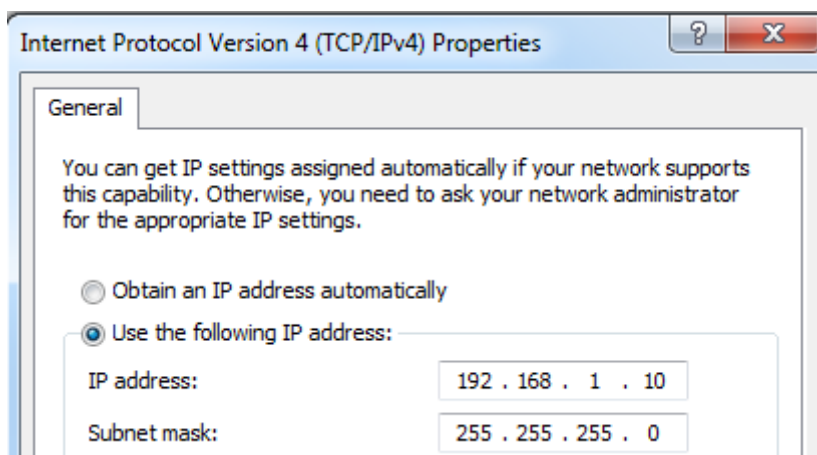 Internet Protocol Version 4 (TCP/IPv4) Properties
General
You can get IP settings assigned automatically if your network supports
this capability. Otherwise, you need to ask your network administrator
for the appropriate IP settings.
Obtain an IP address automatically
Use the following IP address:
IP address: 192 . 168 . 1 . 10
Subnet mask: 255 . 255 . 255 . 0